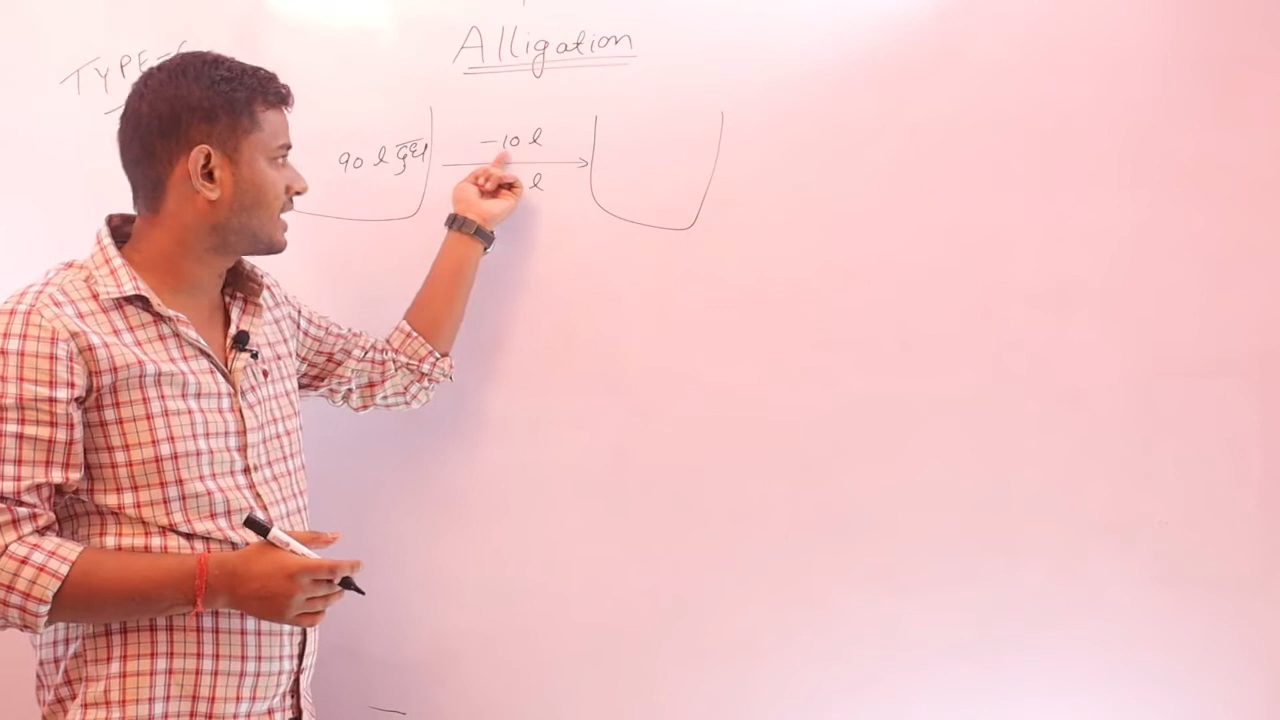 Alligation
TYPE-
90 l दूध
-10 l
l